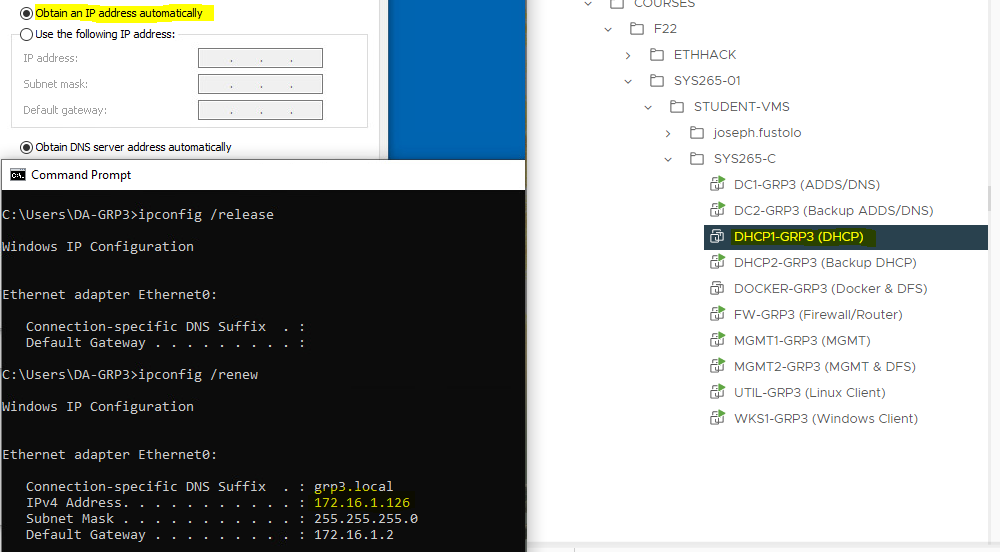 Obtain an IP address automatically
Use the following IP address:
IP address:
. . .
Subnet mask:
. . .
Default gateway:
. . .
Obtain DNS server address automatically
C:\. Command Prompt
C:\Users\DA-GRP3>ipconfig /release
Windows IP Configuration
Ethernet adapter Ethernet0:
Connection-specific DNS Suffix  . :
Default Gateway . . . . . . . . . :
C:\Users\DA-GRP3>ipconfig /renew
Windows IP Configuration
Ethernet adapter Ethernet0:
Connection-specific DNS Suffix  . : grp3.local
IPv4 Address. . . . . . . . . . . : 172.16.1.126
Subnet Mask . . . . . . . . . . . : 255.255.255.0
Default Gateway . . . . . . . . . : 172.16.1.2
COURSES
F22
ETHHACK
SYS265-01
STUDENT-VMS
joseph.fustolo
SYS265-C
DC1-GRP3 (ADDS/DNS)
DC2-GRP3 (Backup ADDS/DNS)
DHCP1-GRP3 (DHCP)
DHCP2-GRP3 (Backup DHCP)
DOCKER-GRP3 (Docker & DFS)
FW-GRP3 (Firewall/Router)
MGMT1-GRP3 (MGMT)
MGMT2-GRP3 (MGMT & DFS)
UTIL-GRP3 (Linux Client)
WKS1-GRP3 (Windows Client)